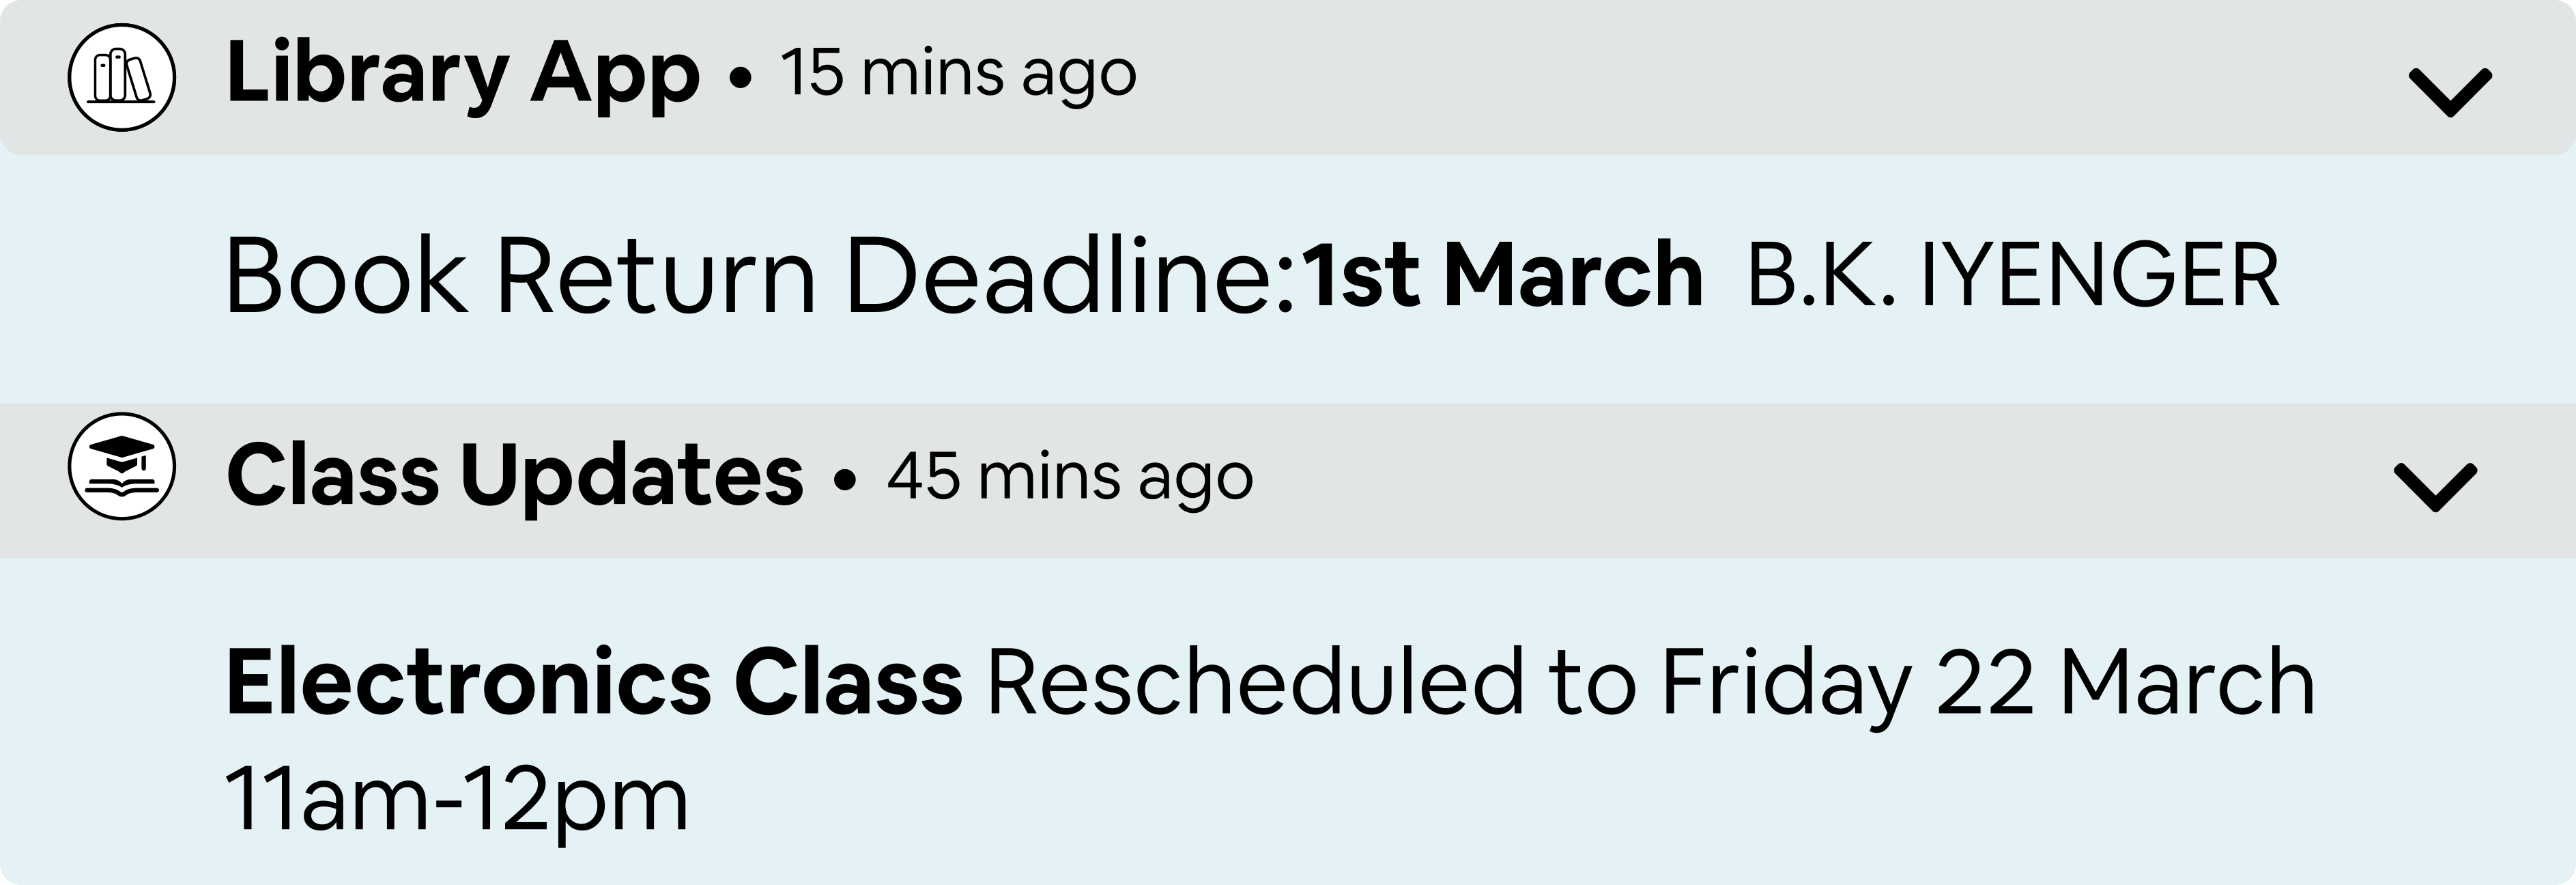 Library App • 15 mins ago
Book Return Deadline:1st March B.K. IYENGER
Class Updates • 45 mins ago
Electronics Class Rescheduled to Friday 22 March
11am-12pm